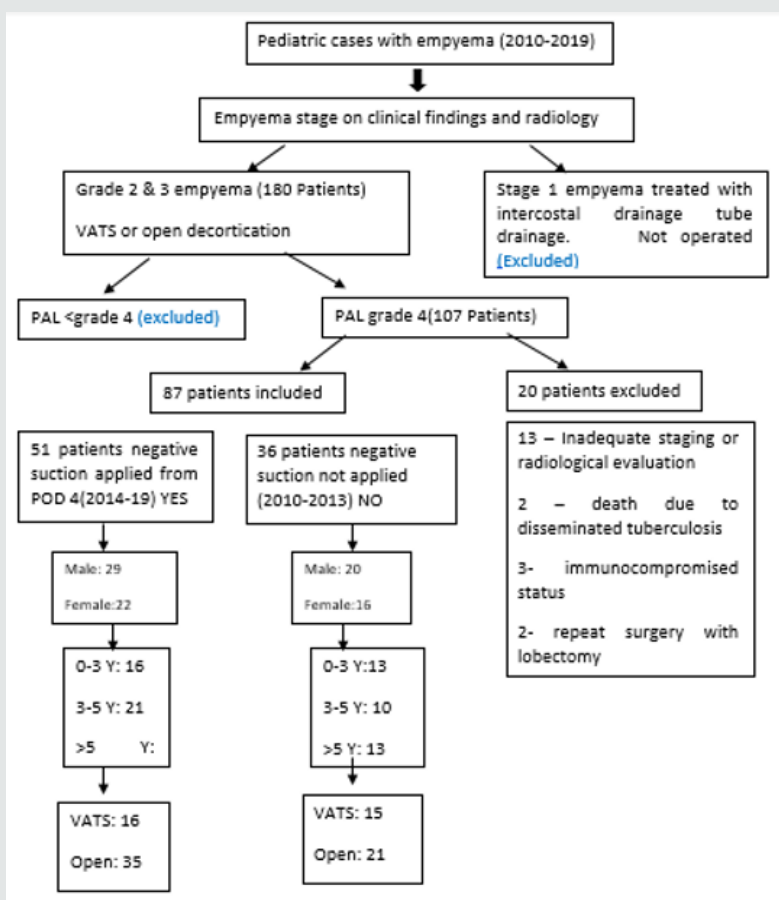 Pediatric cases with empyema (2010-2019)
Empyema stage on clinical findings and radiology
Grade 2 & 3 empyema (180 Patients)
VATS or open decortication
Stage 1 empyema treated with
intercostal drainage tube
drainage. Not operated
(Excluded)
PAL <grade 4 (excluded)
PAL grade 4(107 Patients)
87 patients included
20 patients excluded
51 patients negative
suction applied from
POD 4(2014-19) YES
36 patients negative
suction not applied
(2010-2013) NO
13 – Inadequate staging or
radiological evaluation
2 – death due to
disseminated tuberculosis
3- immunocompromised
status
2- repeat surgery with
lobectomy
Male: 29
Female:22
Male: 20
Female:16
0-3 Y: 16
3-5 Y: 21
>5 Y:
0-3 Y:13
3-5 Y: 10
>5 Y: 13
VATS: 16
Open: 35
VATS: 15
Open: 21